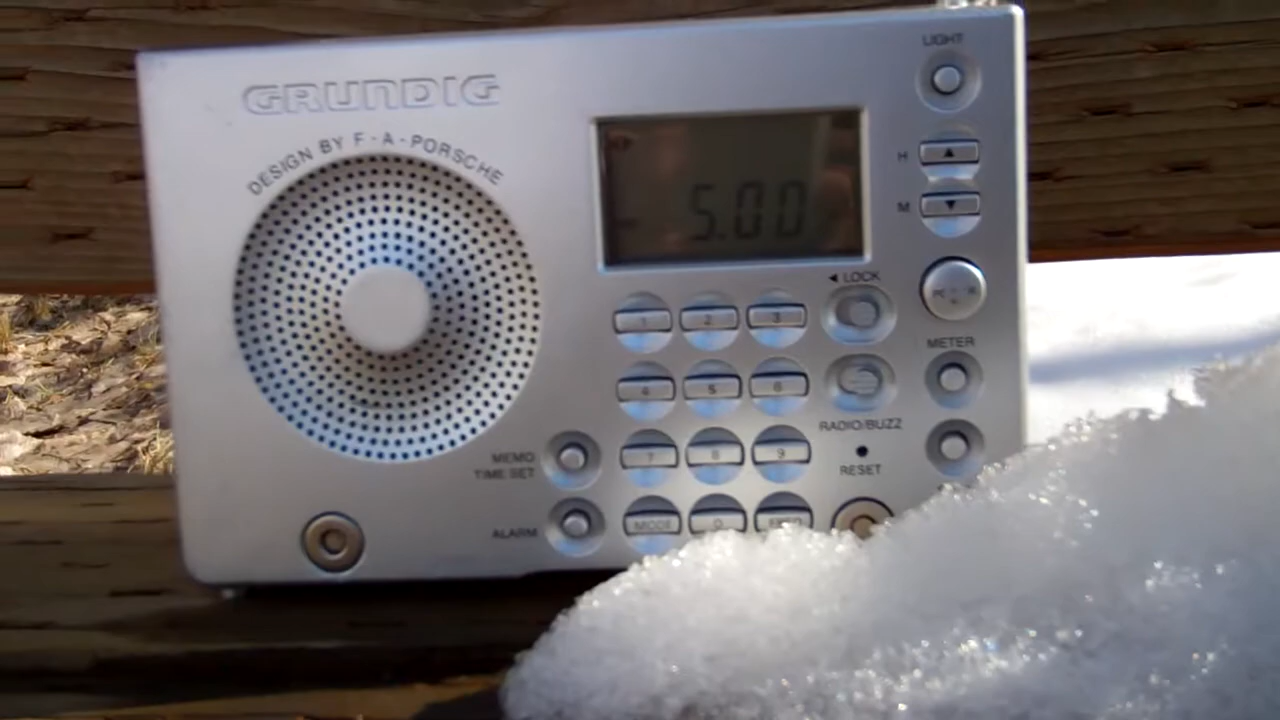 GRUNDIG
DESIGN BY F-A-PORSCHE
5.00
LIGHT
H
M
◄ LOCK
1 2 3
METER
4 5 6
RADIO/BUZZ
MEMO
TIME SET
7 8 9
RESET
ALARM
MODE 0